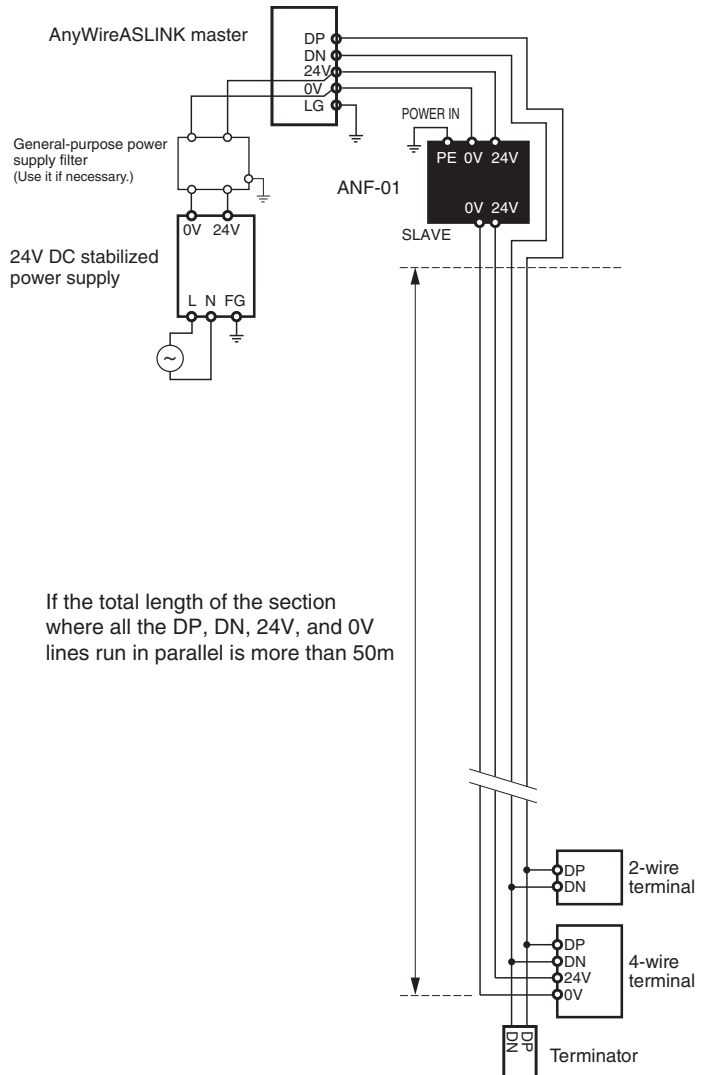 AnyWireASLINK master
DP
DN
24V
0V
LG
General-purpose power
supply filter
(Use it if necessary.)
POWER IN
PE 0V 24V
ANF-01
0V 24V
SLAVE
0V 24V
24V DC stabilized
power supply
L N FG
~
If the total length of the section
where all the DP, DN, 24V, and 0V
lines run in parallel is more than 50m
DP
DN
2-wire
terminal
DP
DN
24V
0V
4-wire
terminal
DP
DN
Terminator